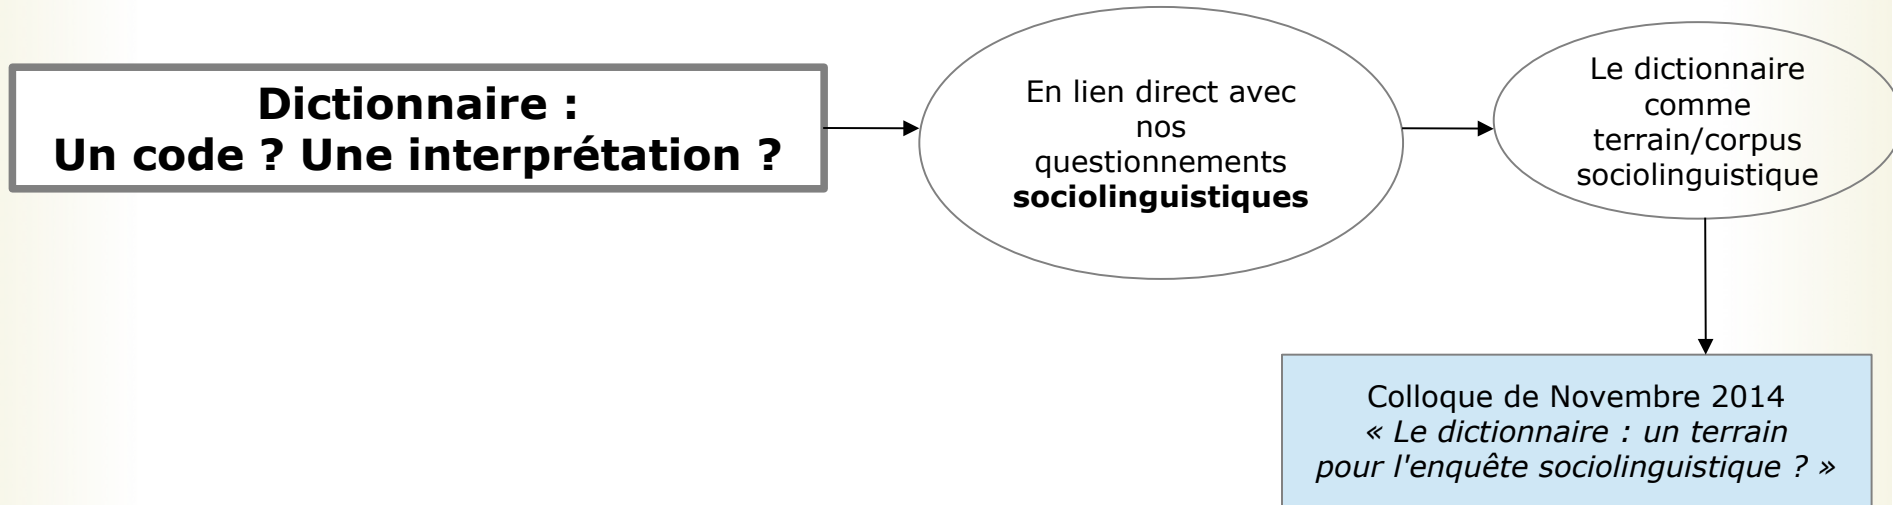 Dictionnaire :
Un code ? Une interprétation ?
En lien direct avec
nos
questionnements
sociolinguistiques
Le dictionnaire
comme
terrain/corpus
sociolinguistique
Colloque de Novembre 2014
« Le dictionnaire : un terrain
pour l'enquête sociolinguistique ? »